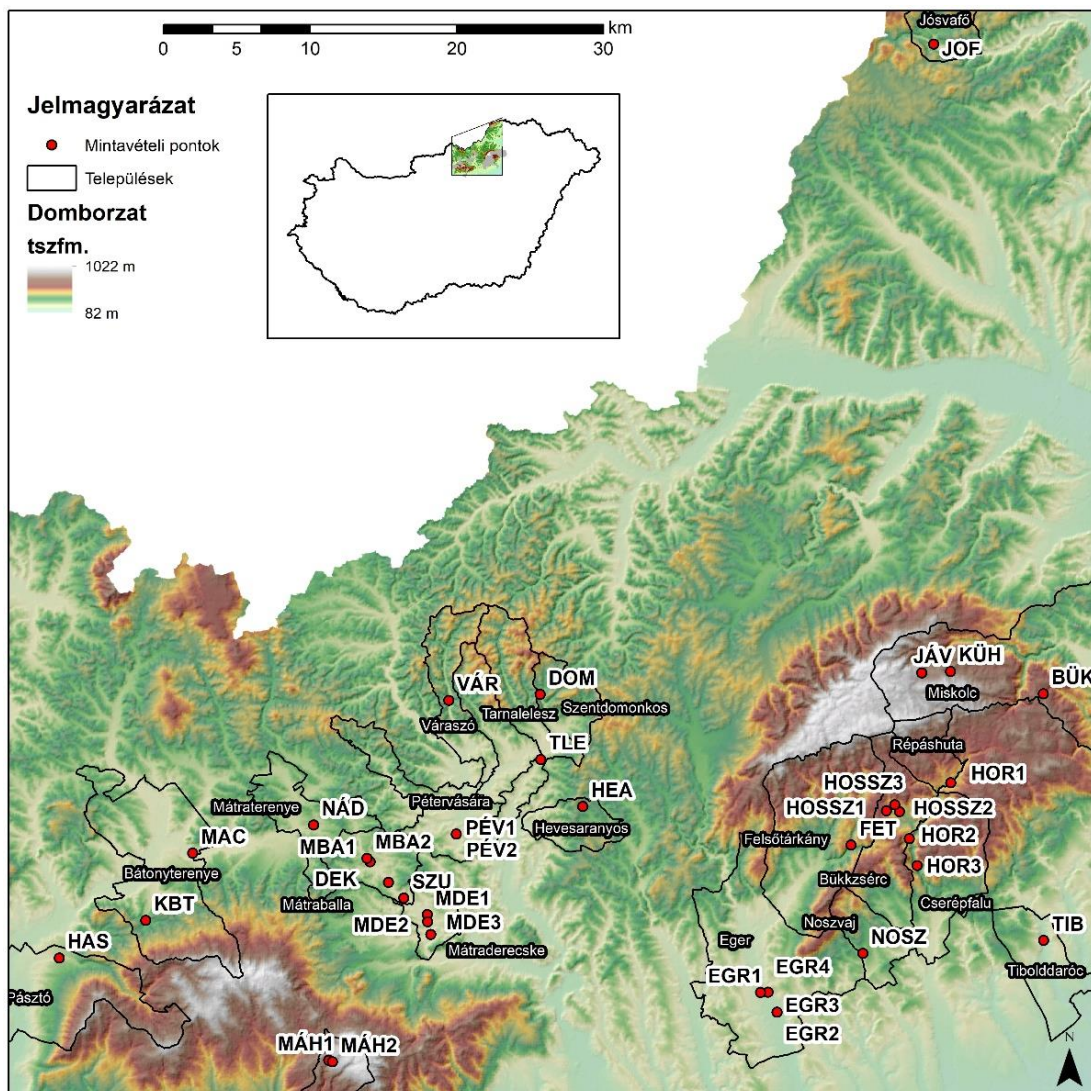 km
0 5 10 20 30
Jósvafő
JOF
Jelmagyarázat
Mintavételi pontok
Települések
Domborzat
tszfm.
1022 m
82 m
VÁR
DOM
JÁV KÜH
BÜK
Váraszó
Tarnalelesz
Szentdomonkos
Miskolc
TLE
Répáshuta
HOR1
Mátraterenye
NÁD
Pétervására
HEA
Hevesaranyos
HOSSZ3
HOSSZ1
HOSSZ2
MAC
MBA1
MBA2
PÉV1
PÉV2
Felsőtárkány
FET
HOR2
HOR3
Bátonyterenye
DEK
SZU
Mátraballa
Bükkzsérc
Cserépfalu
KBT
MDE1
MDE2
MDE3
Mátraderecske
Noszvaj
NOSZ
TIB
HAS
Eger
Tibolddaróc
Pásztó
EGR1
EGR4
EGR3
EGR2
MÁH1 MÁH2
N